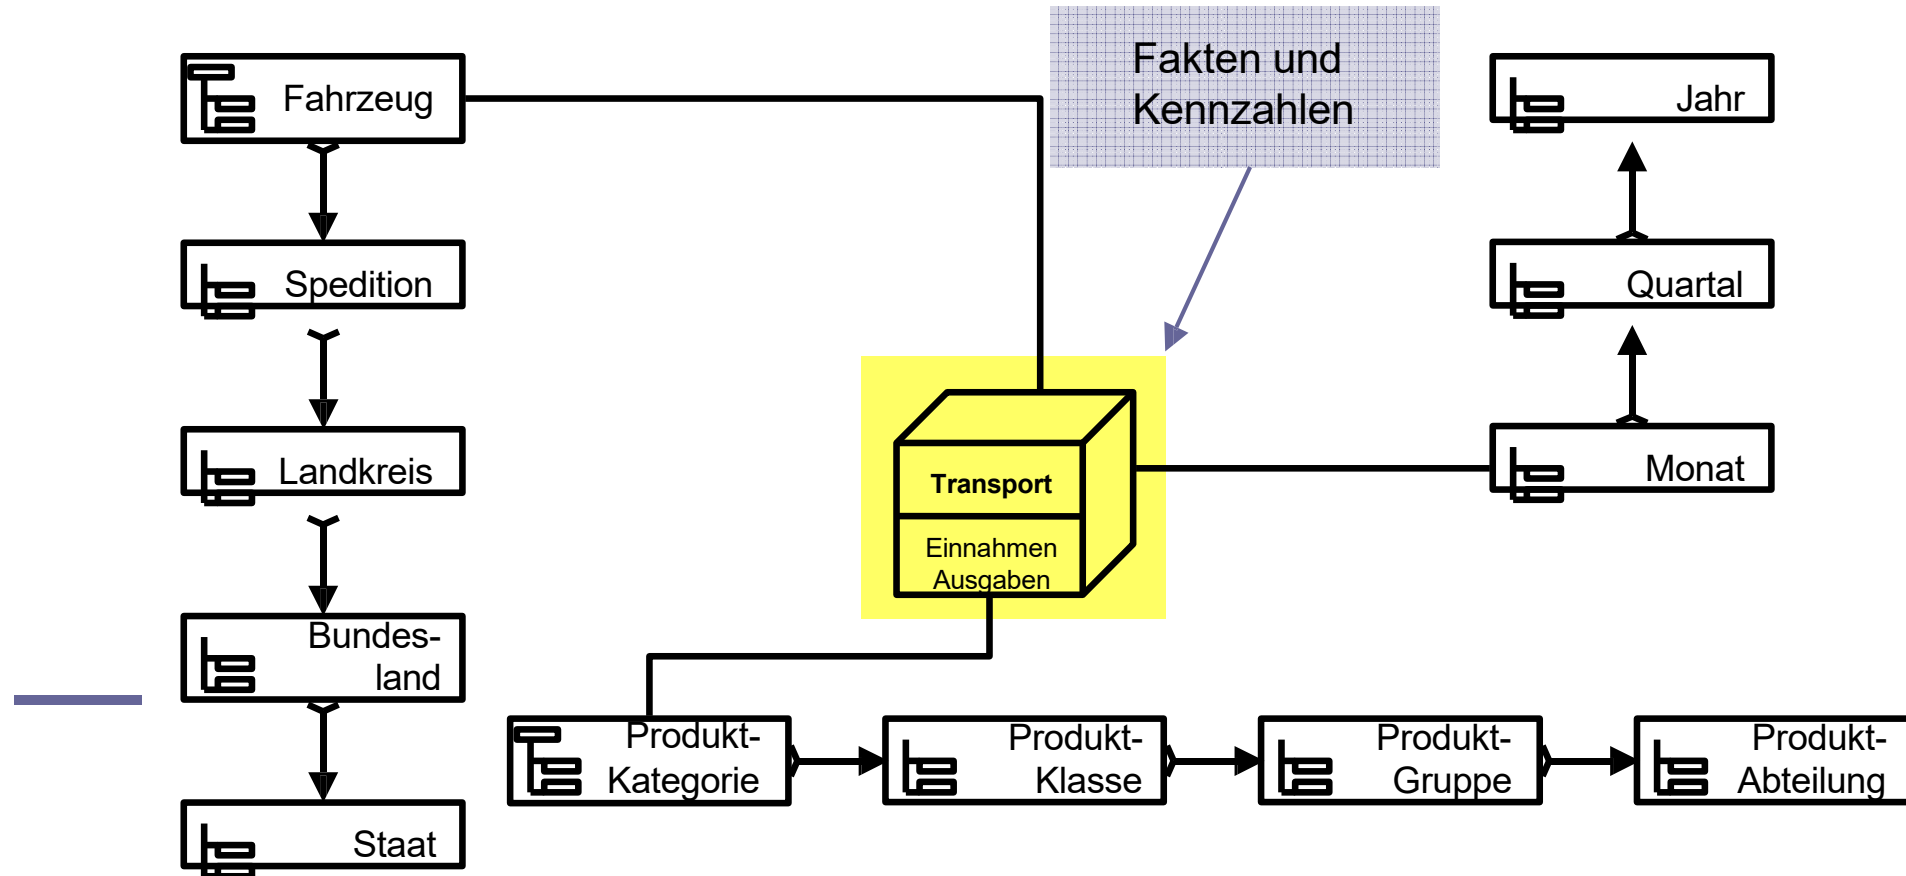 Fahrzeug
Fakten und
Kennzahlen
Jahr
Spedition
Quartal
Landkreis
Transport
Monat
Einnahmen
Ausgaben
Bundes-
land
Produkt-
Kategorie
Produkt-
Klasse
Produkt-
Gruppe
Produkt-
Abteilung
Staat